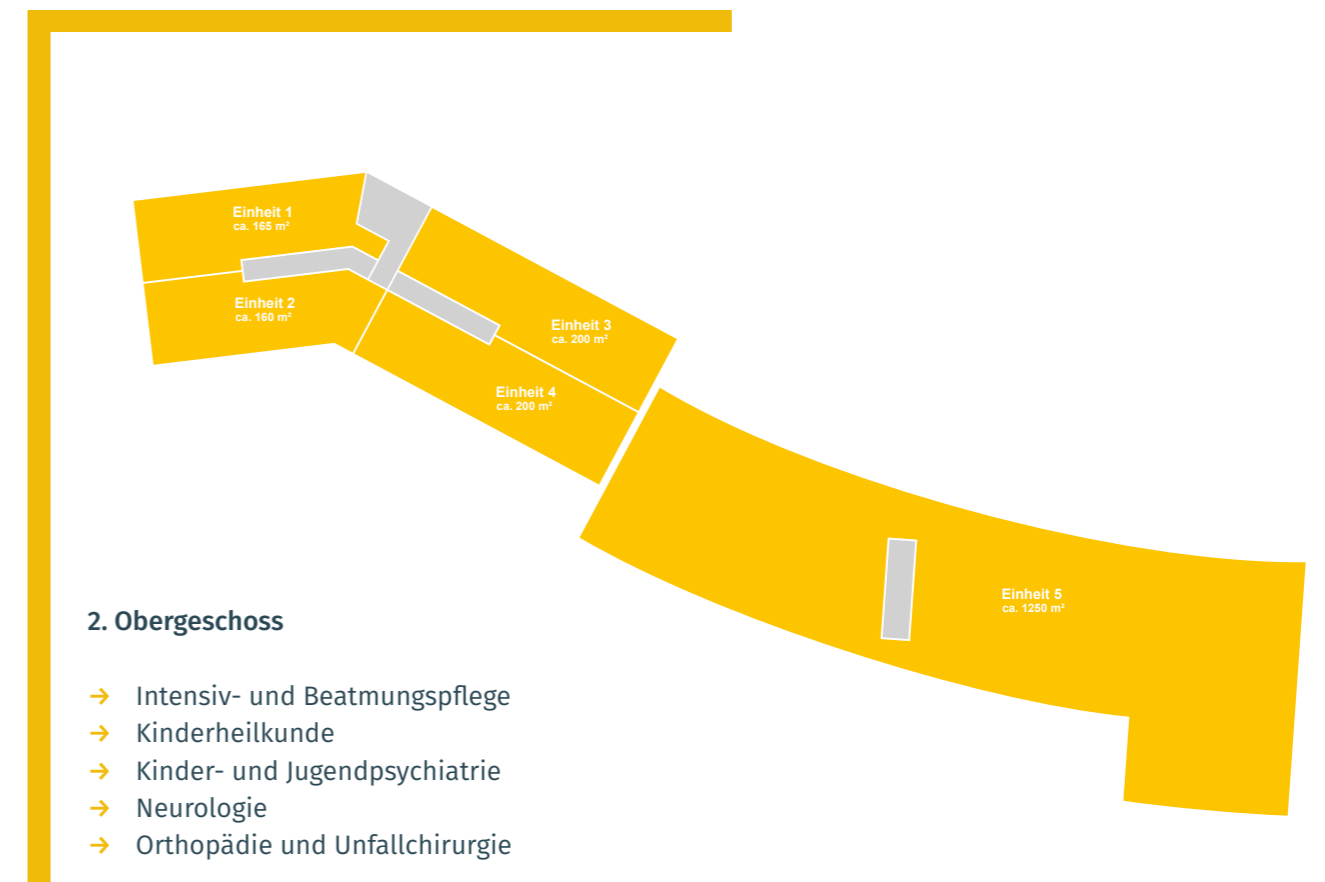 Einheit 1
ca. 165 m²
Einheit 2
ca. 160 m²
Einheit 3
ca. 200 m²
Einheit 4
ca. 200 m²
Einheit 5
ca. 1250 m²
2. Obergeschoss
→ Intensiv- und Beatmungspflege
→ Kinderheilkunde
→ Kinder- und Jugendpsychiatrie
→ Neurologie
→ Orthopädie und Unfallchirurgie